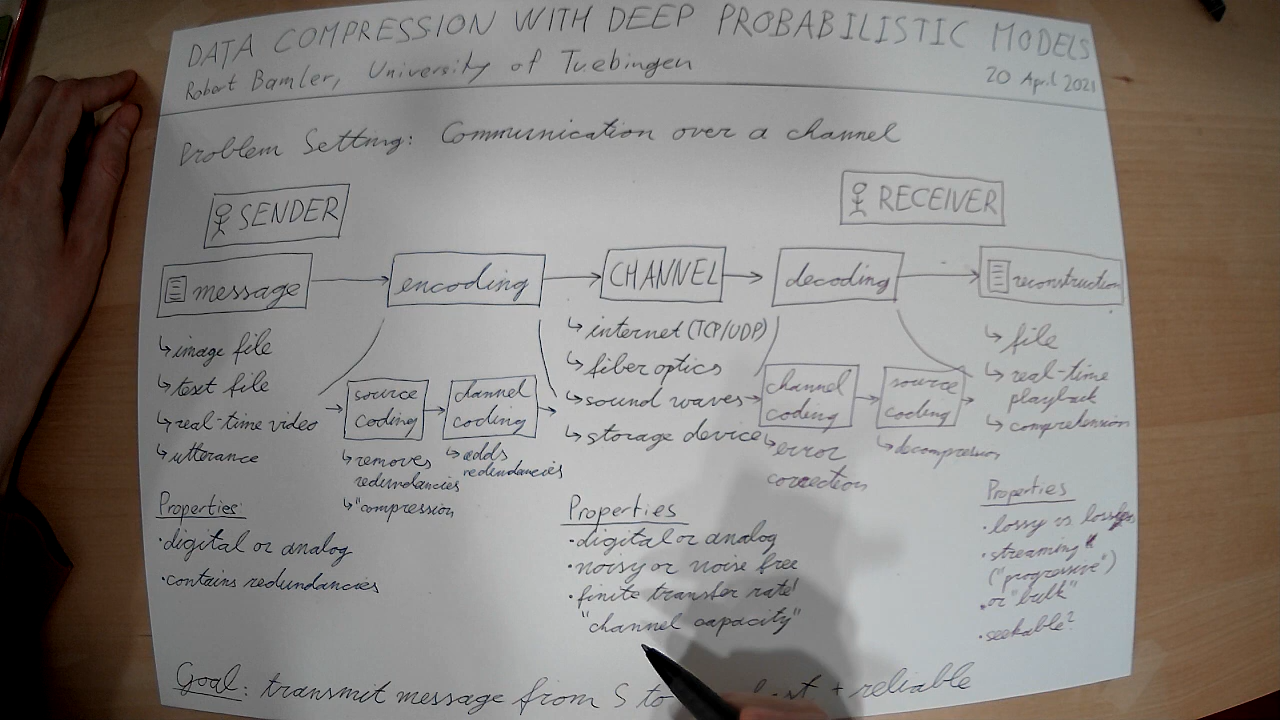 DATA COMPRESSION WITH DEEP PROBABILISTIC MODELS
Robert Bamler, University of Tuebingen
20 April 2021
Problem Setting: Communication over a channel
SENDER
RECEIVER
message
encoding
CHANNEL
decoding
reconstruction
↳ image file
↳ text file
↳ real-time video
↳ utterance
source
coding
↳ removes
redundancies
↳ "compression
channel
coding
↳ adds
redundancies
↳ internet (TCP/UDP)
↳ fiber optics
↳ sound waves
↳ storage device
channel
coding
↳ error
correction
source
coding
↳ decompression
↳ file
↳ real-time
playback
↳ comprehension
Properties:
· digital or analog
· contains redundancies
Properties
· digital or analog
· noisy or noise free
· finite transfer rate
"channel capacity"
Properties
· lossy vs. lossless
· streaming"
("progressive")
· or "bulk"
· seekable?
Goal: transmit message from S to + reliable